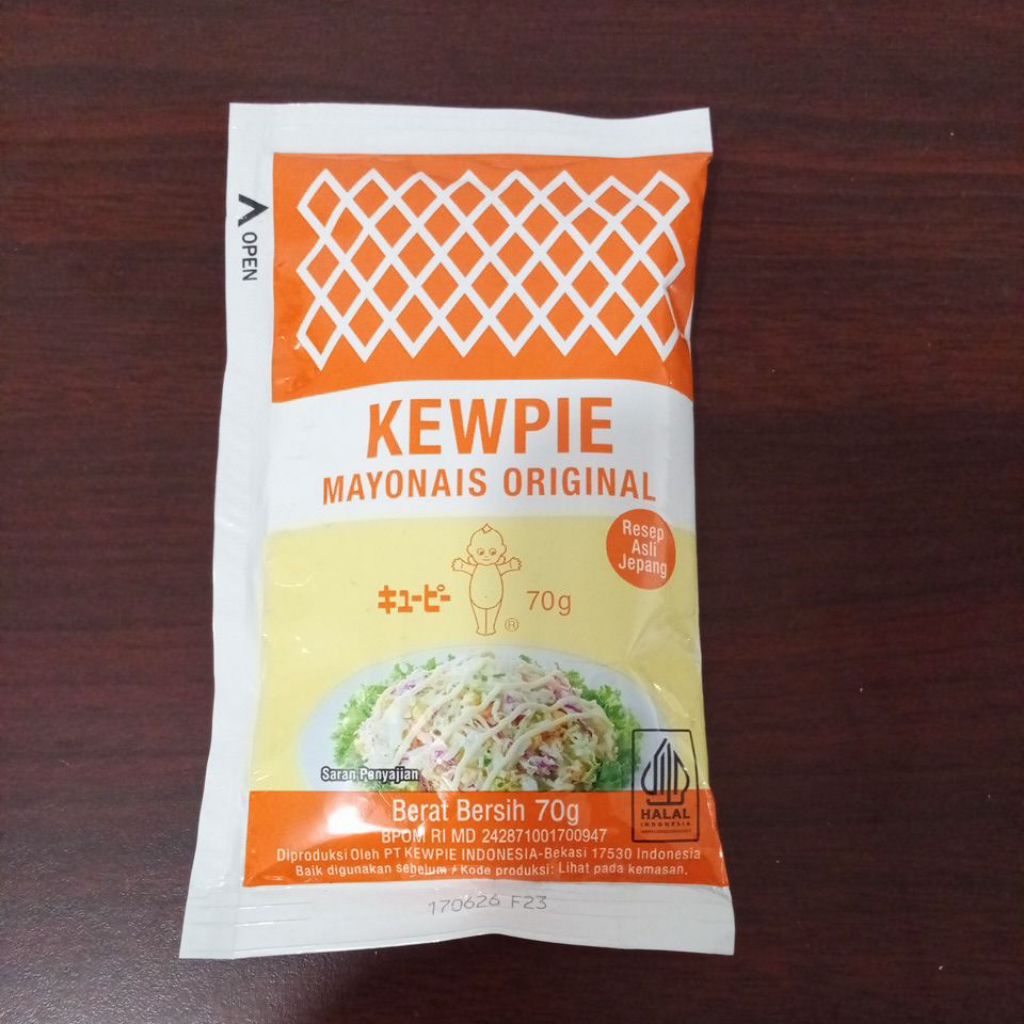 OPEN
KEWPIE
MAYONAIS ORIGINAL
Resep
Asli
Jepang
キユーピー
70g
®
Saran Penyajian
Berat Bersih 70g
BPOM RI MD 242871001700947
Diproduksi Oleh PT KEWPIE INDONESIA-Bekasi 17530 Indonesia
Baik digunakan sebelum / Kode produksi: Lihat pada kemasan.
HALAL
INDONESIA
170626 F23